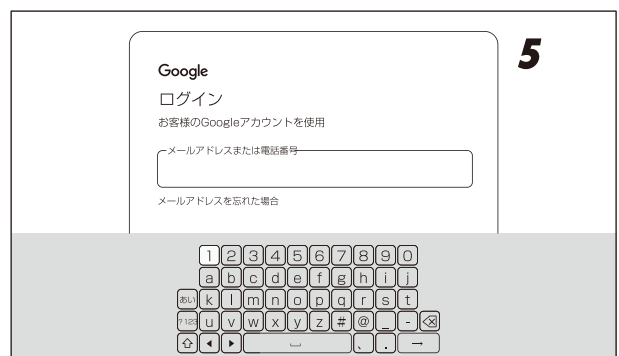 5
Google
ログイン
お客様のGoogleアカウントを使用
メールアドレスまたは電話番号
メールアドレスを忘れた場合
1 2 3 4 5 6 7 8 9 0
a b c d e f g h i j
あい k l m n o p q r s t
?123 u v w x y z # @ _ -
、 . →